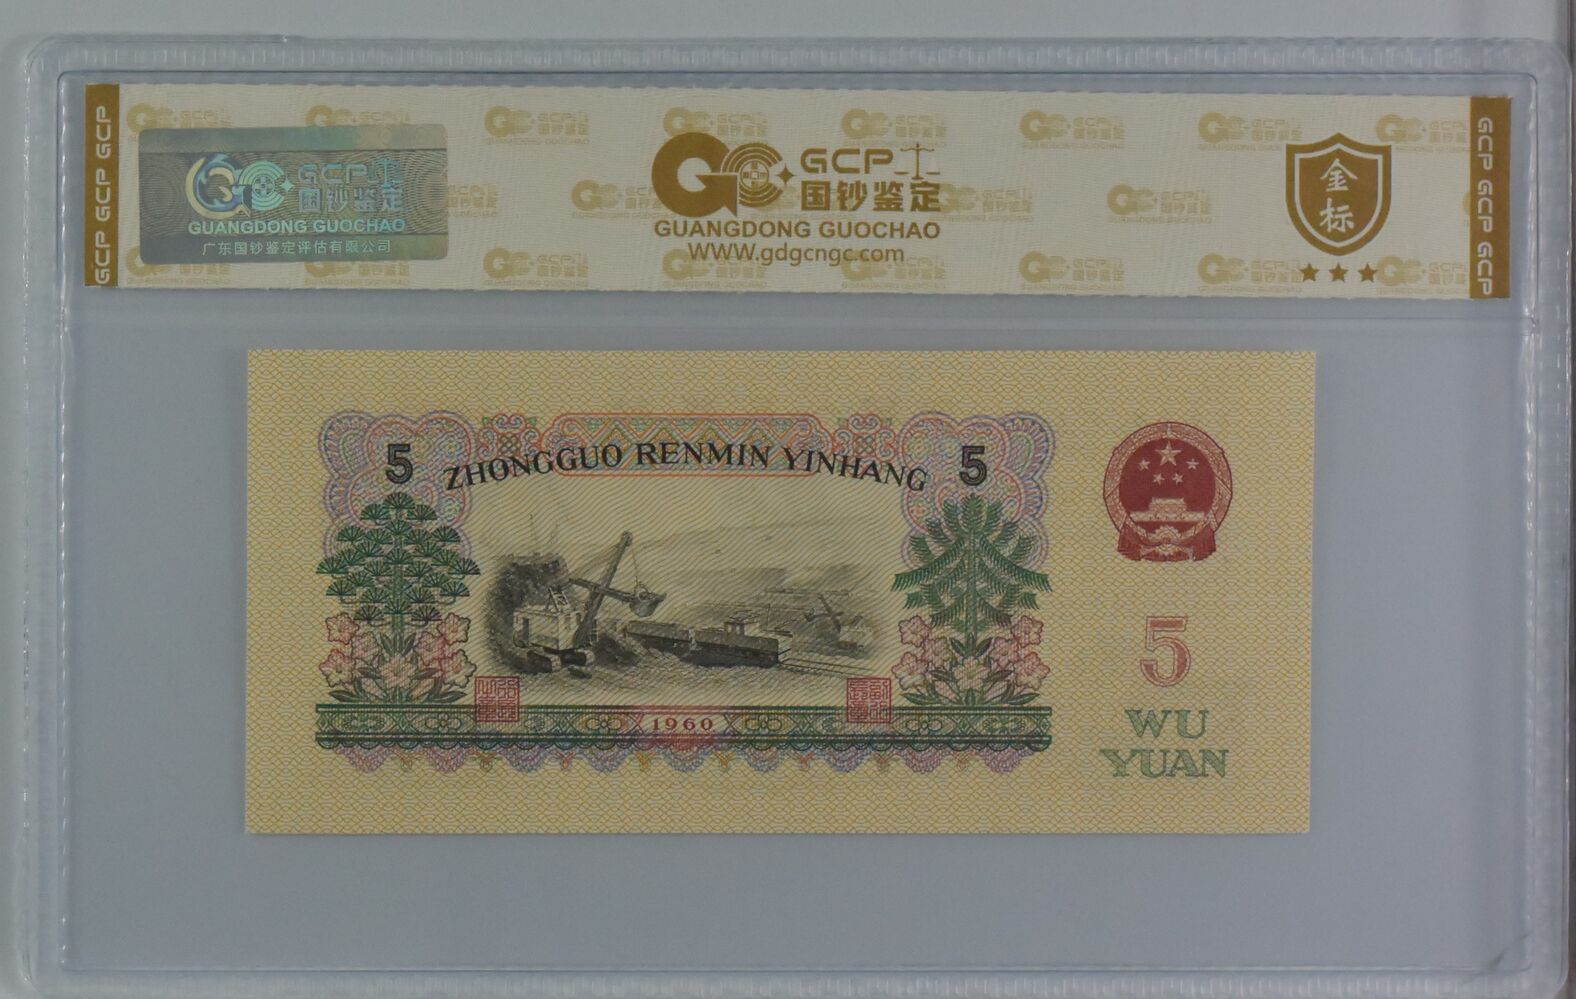 GCP GCP GCP
GCP
国钞鉴定
GUANGDONG GUOCHAO
广东国钞鉴定评估有限公司
GCP
国钞鉴定
GUANGDONG GUOCHAO
WWW.gdgcngc.com
金
标
GCP GCP GCP
5
ZHONGGUO RENMIN YINHANG
5
1960
5
WU
YUAN